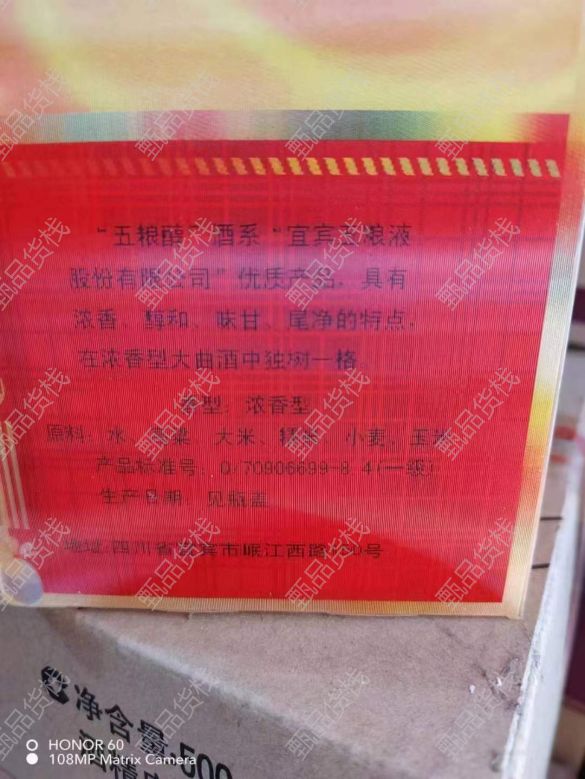 “五粮醇”酒系“宜宾五粮液
股份有限公司”优质产品，具有
浓香、醇和、味甘、尾净的特点，
在浓香型大曲酒中独树一格。
香型：浓香型
原料：水、高粱、大米、糯米、小麦、玉米
产品标准号：Q/70906699-8.4(一级)
生产日期：见瓶盖
地址:四川省宜宾市岷江西路150号
净含量:500
HONOR 60
108MP Matrix Camera
甄品货栈